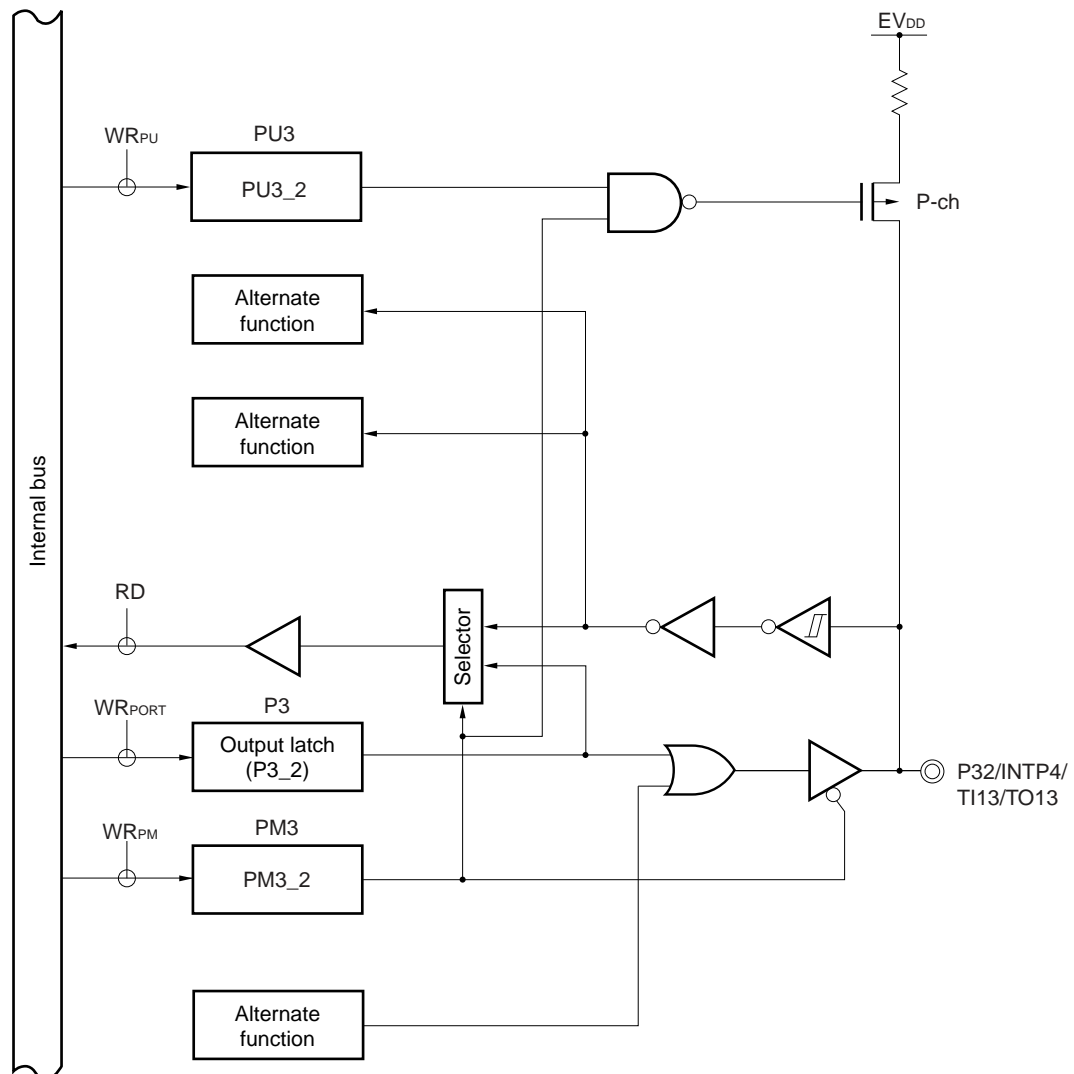 EVDD
WRPU
PU3
PU3_2
P-ch
Alternate
function
Alternate
function
Internal bus
RD
Selector
WRPORT
P3
Output latch
(P3_2)
P32/INTP4/
TI13/TO13
WRPM
PM3
PM3_2
Alternate
function